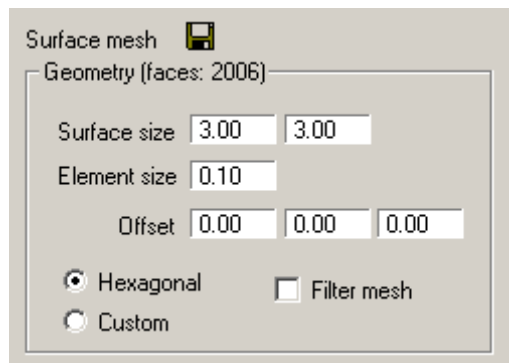 Surface mesh
Geometry (faces: 2006)
Surface size 3.00 3.00
Element size 0.10
Offset 0.00 0.00 0.00
Hexagonal Filter mesh
Custom